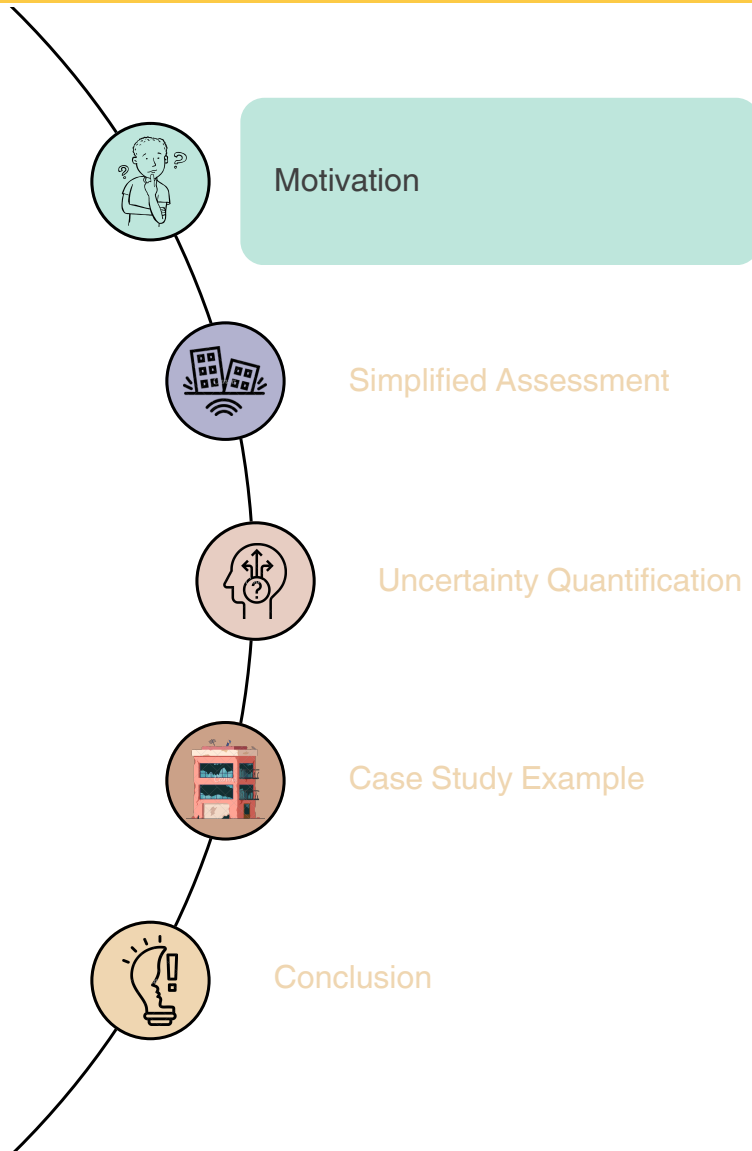 Motivation
Simplified Assessment
Uncertainty Quantification
Case Study Example
Conclusion